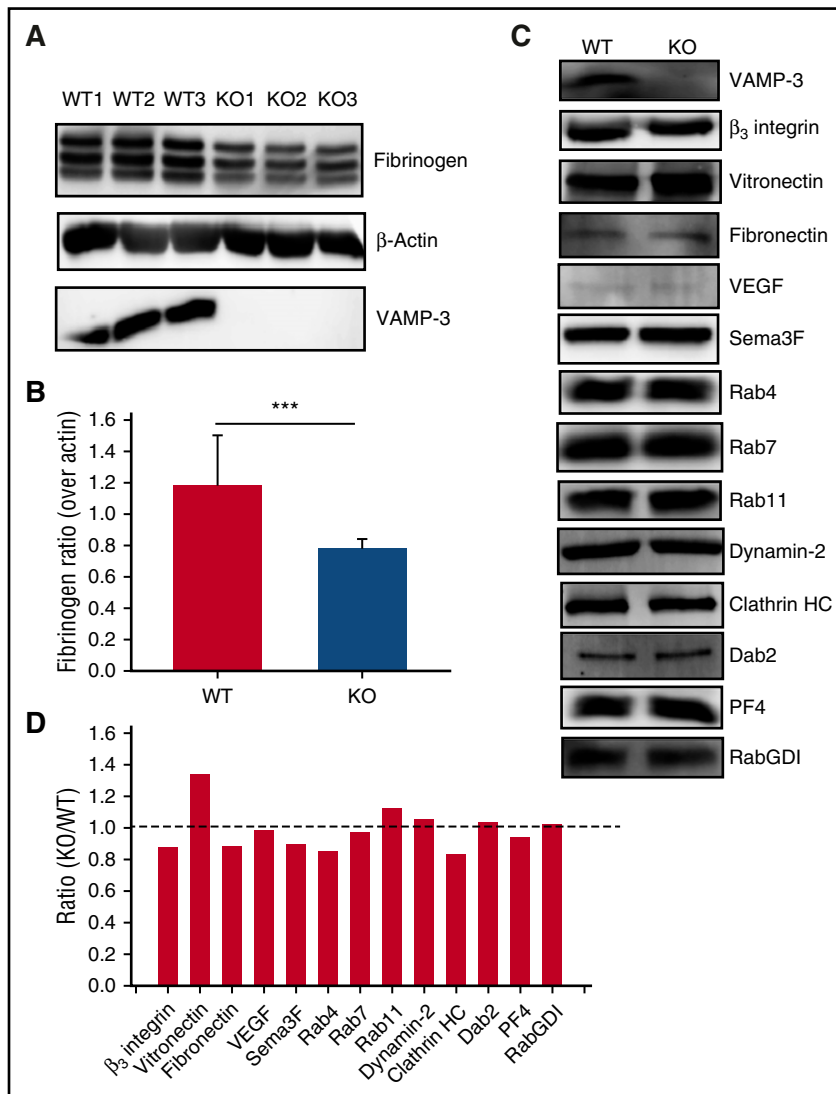 A
WT1 WT2 WT3 KO1 KO2 KO3
Fibrinogen
β-Actin
VAMP-3
B
Fibrinogen ratio (over actin)
1.6
1.4
1.2
1.0
0.8
0.6
0.4
0.2
0.0
***
WT KO
C
WT KO
VAMP-3
β3 integrin
Vitronectin
Fibronectin
VEGF
Sema3F
Rab4
Rab7
Rab11
Dynamin-2
Clathrin HC
Dab2
PF4
RabGDI
D
Ratio (KO/WT)
1.6
1.4
1.2
1.0
0.8
0.6
0.4
0.2
0.0
β3 integrin
Vitronectin
Fibronectin
VEGF
Sema3F
Rab4
Rab7
Rab11
Dynamin-2
Clathrin HC
Dab2
PF4
RabGDI